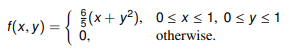 f(x, y) = { 6/5 (x + y²), 0 ≤ x ≤ 1, 0 ≤ y ≤ 1
0, otherwise.